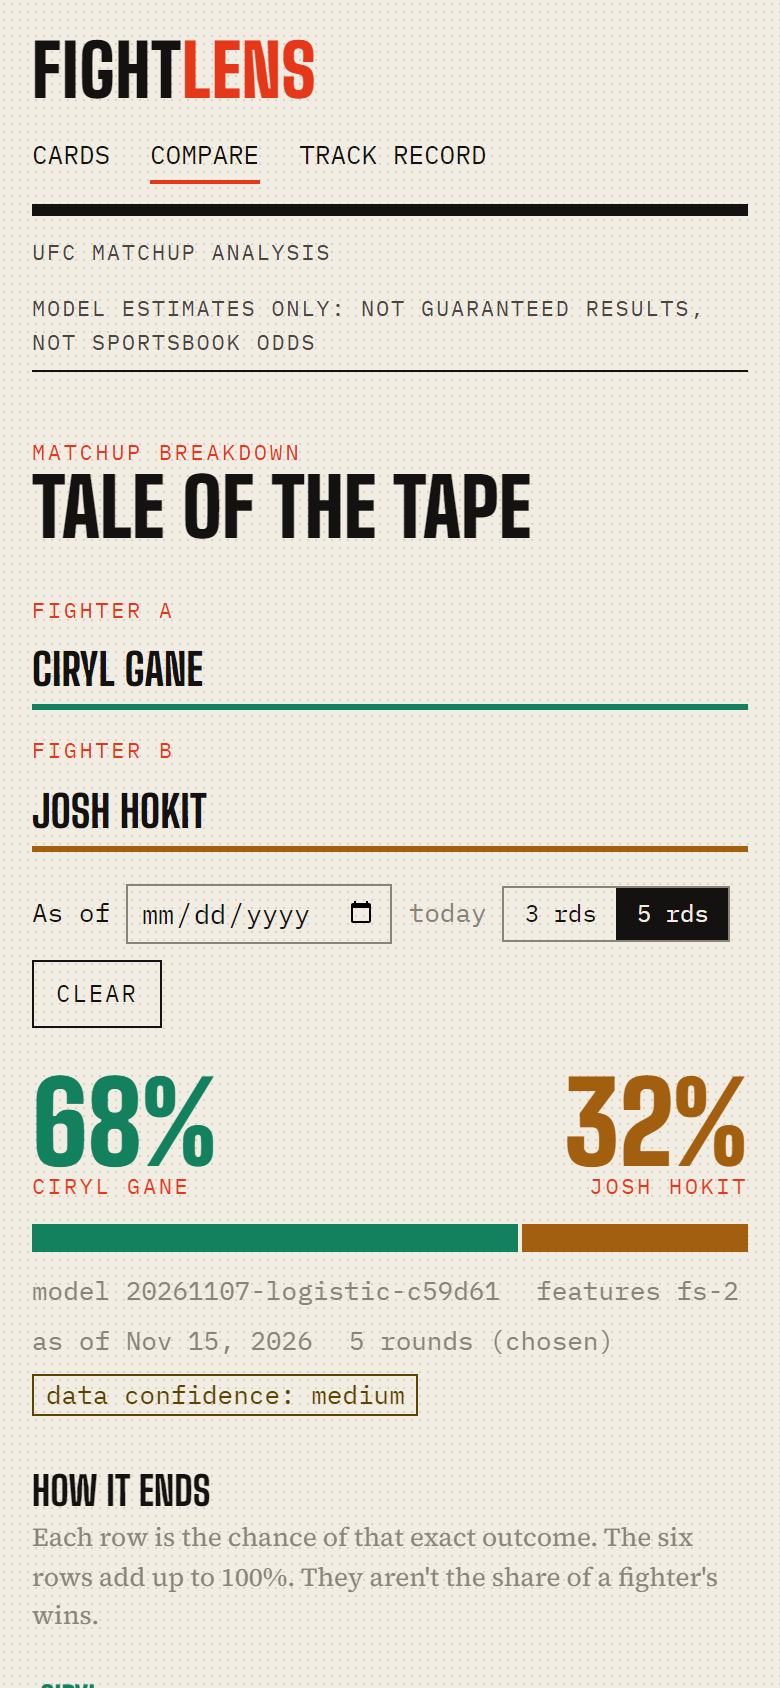 FIGHTLENS
CARDS COMPARE TRACK RECORD
UFC MATCHUP ANALYSIS
MODEL ESTIMATES ONLY: NOT GUARANTEED RESULTS,
NOT SPORTSBOOK ODDS
MATCHUP BREAKDOWN
TALE OF THE TAPE
FIGHTER A
CIRYL GANE
FIGHTER B
JOSH HOKIT
As of mm/dd/yyyy today 3 rds 5 rds
CLEAR
68% 32%
CIRYL GANE JOSH HOKIT
model 20261107-logistic-c59d61 features fs-2
as of Nov 15, 2026 5 rounds (chosen)
data confidence: medium
HOW IT ENDS
Each row is the chance of that exact outcome. The six
rows add up to 100%. They aren't the share of a fighter's
wins.